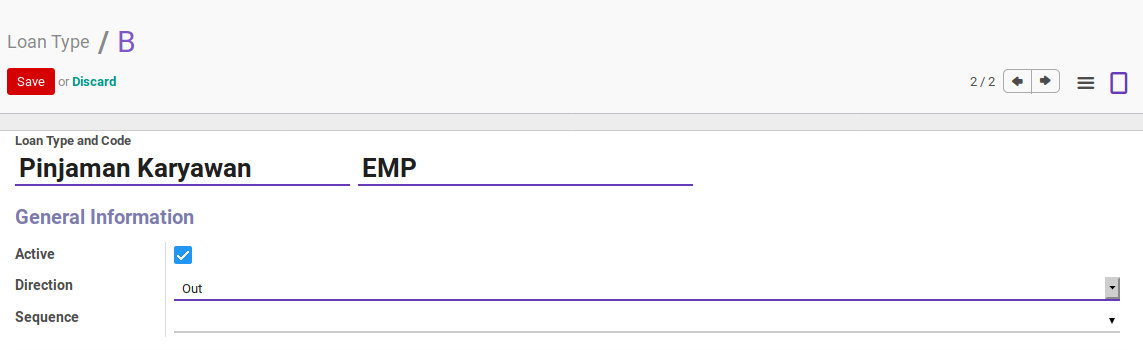 Loan Type / B
Save or Discard
2 / 2
Loan Type and Code
Pinjaman Karyawan EMP
General Information
Active
Direction Out
Sequence